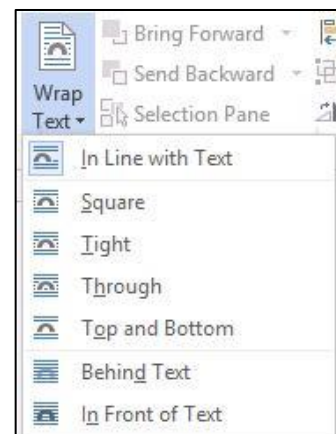 Bring Forward
Send Backward
Wrap
Text
Selection Pane
In Line with Text
Square
Tight
Through
Top and Bottom
Behind Text
In Front of Text